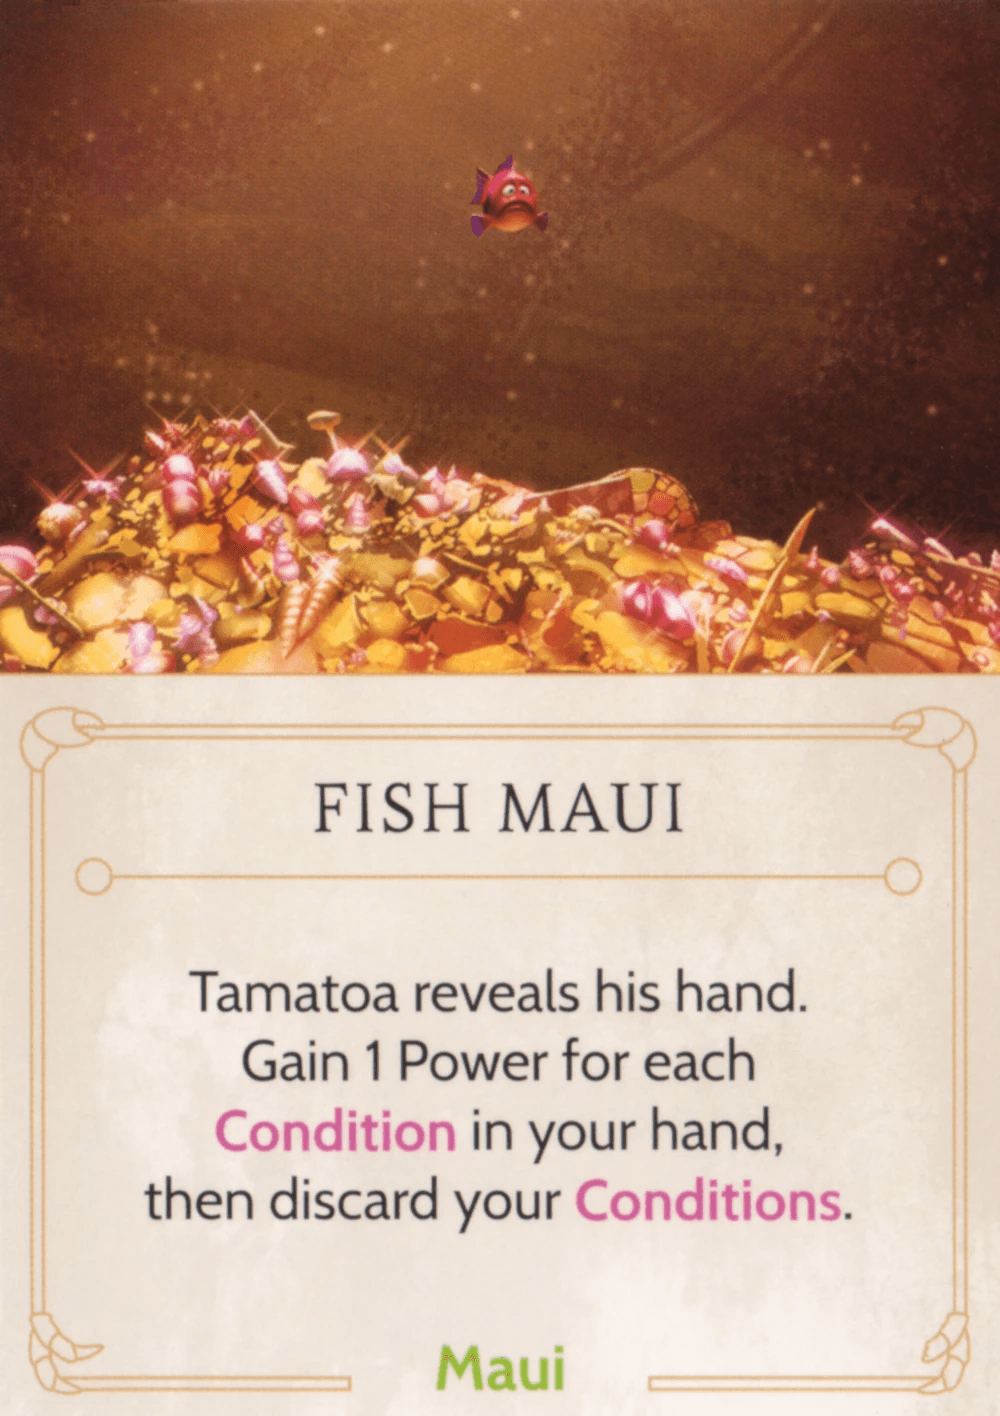 FISH MAUI
Tamatoa reveals his hand.
Gain 1 Power for each
Condition in your hand,
then discard your Conditions.
Maui